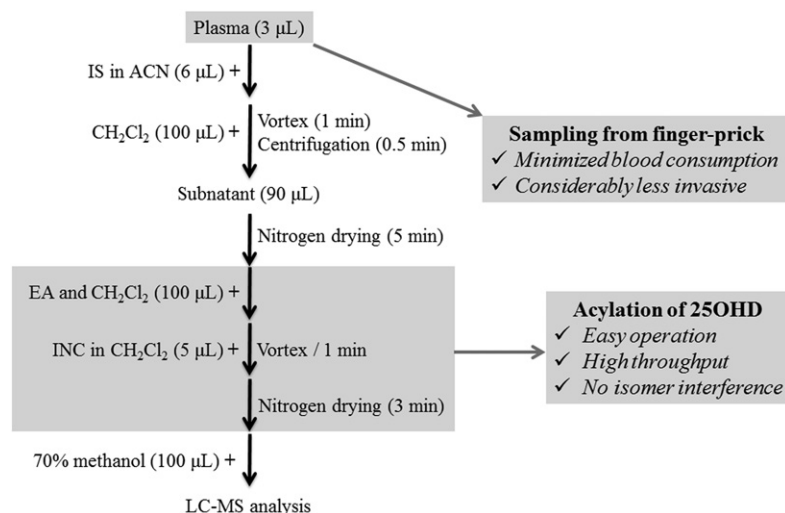 Plasma (3 μL)
IS in ACN (6 μL) +
CH₂Cl₂ (100 μL) +
Vortex (1 min)
Centrifugation (0.5 min)
Subnatant (90 μL)
Nitrogen drying (5 min)
EA and CH₂Cl₂ (100 μL) +
INC in CH₂Cl₂ (5 μL) +
Vortex / 1 min
Nitrogen drying (3 min)
70% methanol (100 μL) +
LC-MS analysis
Sampling from finger-prick
✓ Minimized blood consumption
✓ Considerably less invasive
Acylation of 25OHD
✓ Easy operation
✓ High throughput
✓ No isomer interference